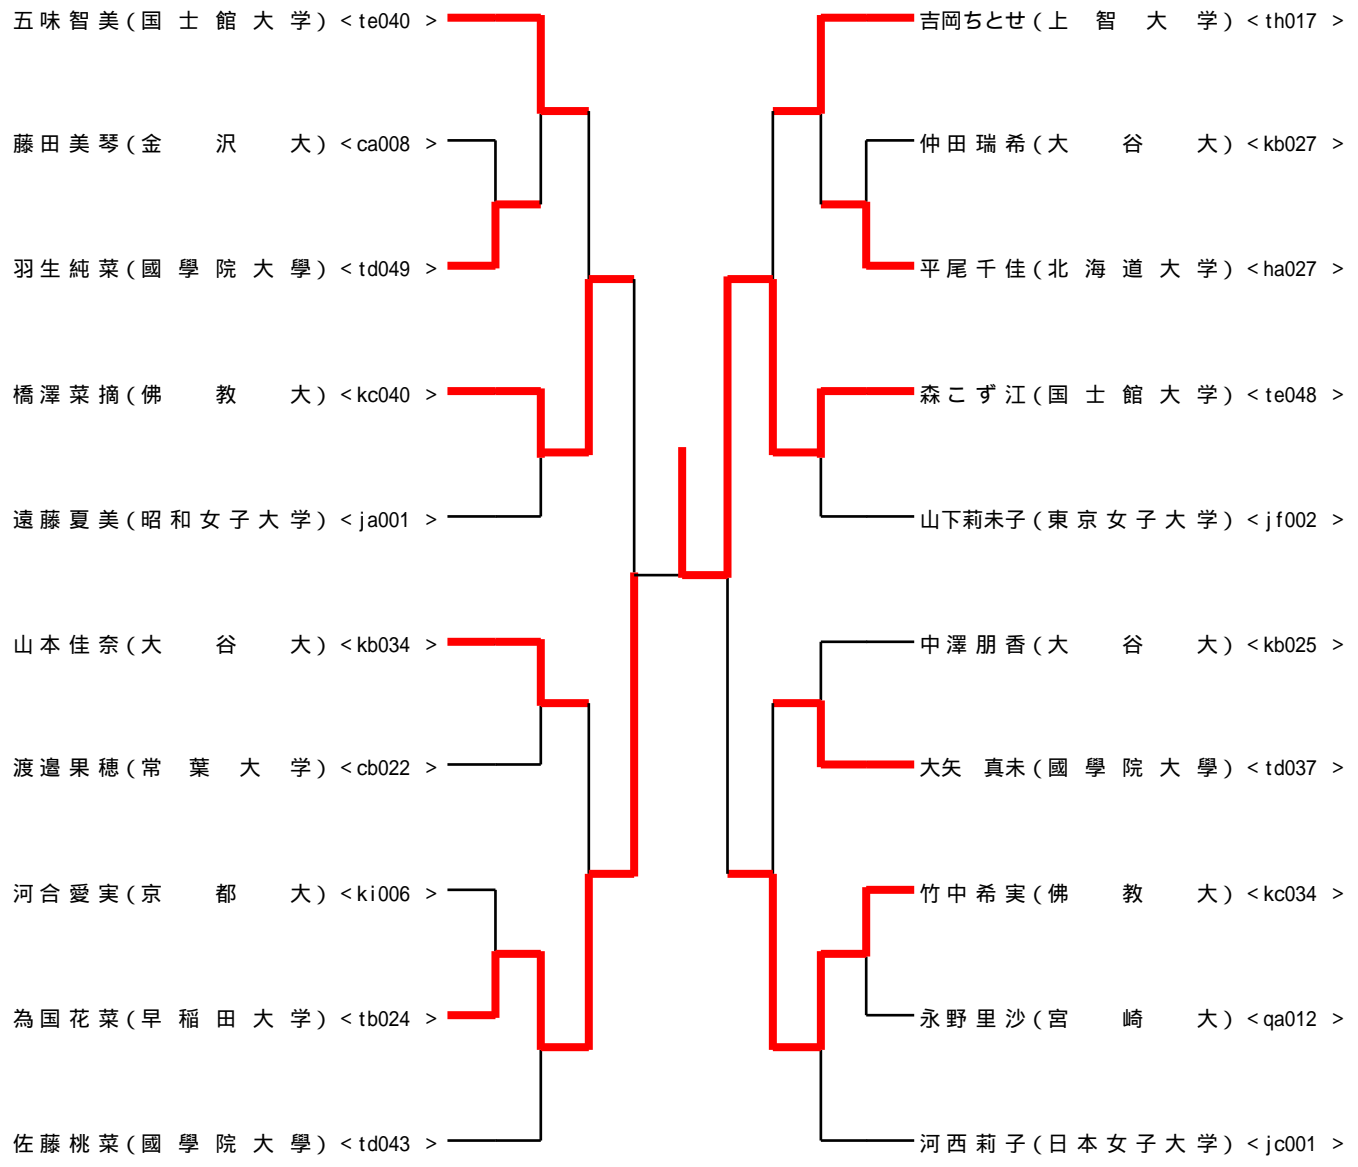 五味智美(国士館大学)<te040 >
藤田美琴(金沢大)<ca008 >
羽生純菜(國學院大學)<td049 >
橋澤菜摘(佛教大)<kc040 >
遠藤夏美(昭和女子大学)<ja001 >
山本佳奈(大谷大)<kb034 >
渡邉果穂(常葉大学)<cb022 >
河合愛実(京都大)<ki006 >
為国花菜(早稲田大学)<tb024 >
佐藤桃菜(國學院大學)<td043 >
吉岡ちとせ(上智大学)<th017 >
仲田瑞希(大谷大)<kb027 >
平尾千佳(北海道大学)<ha027 >
森こず江(国士館大学)<te048 >
山下莉未子(東京女子大学)<jf002 >
中澤朋香(大谷大)<kb025 >
大矢 真未(國學院大學)<td037 >
竹中希実(佛教大)<kc034 >
永野里沙(宮崎大)<qa012 >
河西莉子(日本女子大学)<jc001 >